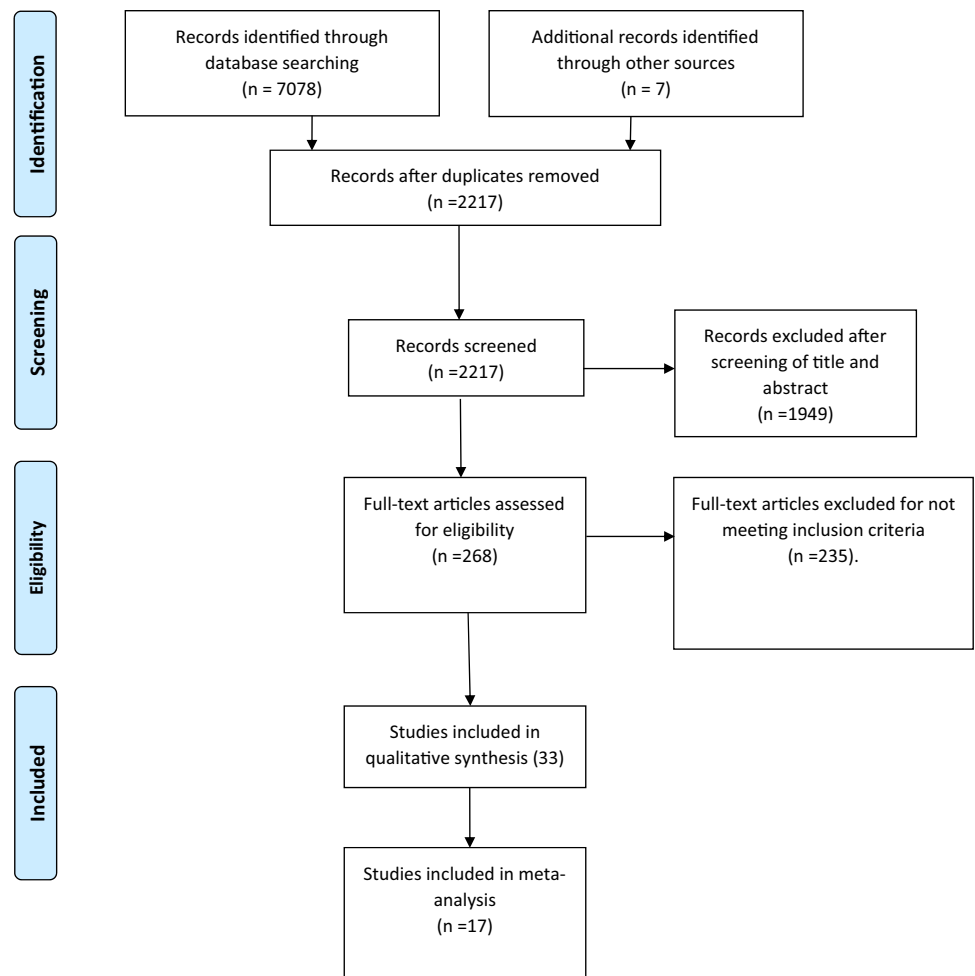 Identification
Records identified through
database searching
(n = 7078)
Additional records identified
through other sources
(n = 7)
Records after duplicates removed
(n =2217)
Screening
Records screened
(n =2217)
Records excluded after
screening of title and
abstract
(n =1949)
Eligibility
Full-text articles assessed
for eligibility
(n =268)
Full-text articles excluded for not
meeting inclusion criteria
(n =235).
Included
Studies included in
qualitative synthesis (33)
Studies included in meta-
analysis
(n =17)